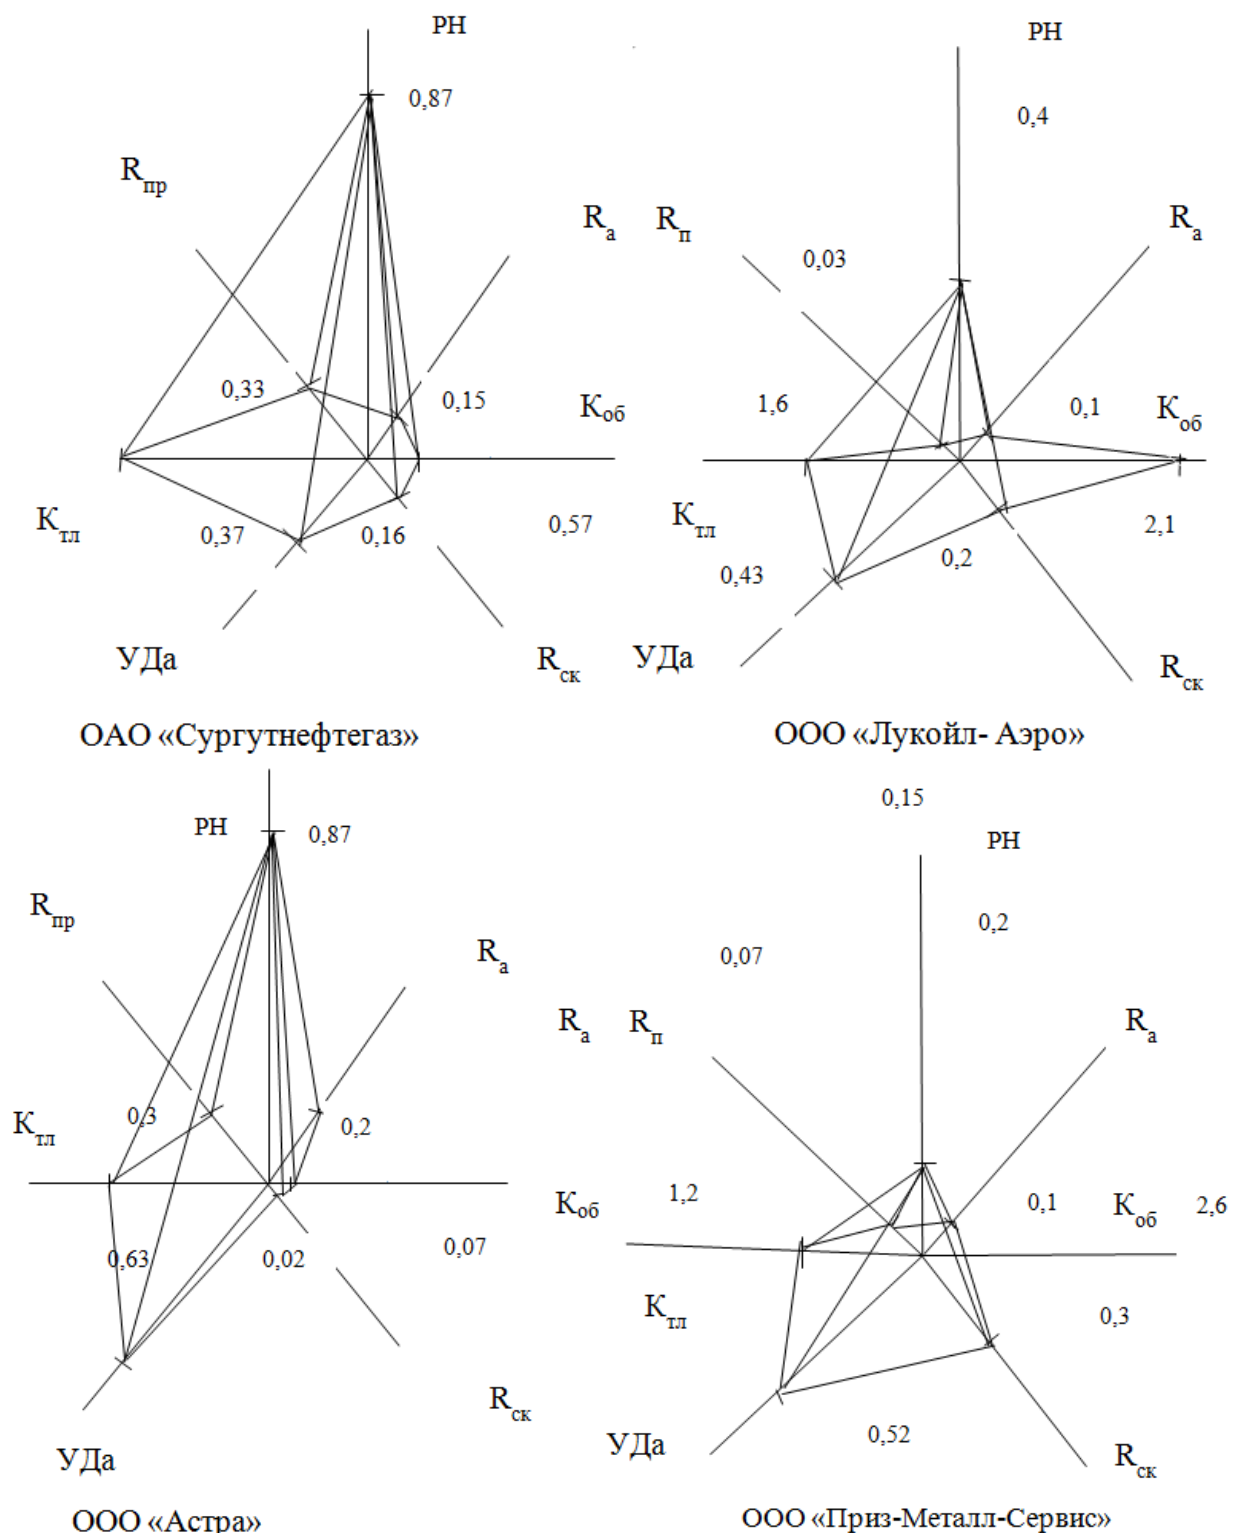 РН
0,87
Rпр
Rа
0,33
0,15
Коб
Ктл
0,37
0,16
0,57
УДа
Rск
ОАО «Сургутнефтегаз»
РН
0,4
Rп
Rа
0,03
1,6
0,1
Коб
Ктл
0,43
0,2
2,1
УДа
Rск
ООО «Лукойл- Аэро»
РН
0,87
Rпр
Rа
Ктл
0,3
0,2
0,63
0,02
0,07
Rск
УДа
ООО «Астра»
0,15
РН
0,2
0,07
Rа
Rп
Rа
Коб
1,2
0,1
Коб
2,6
Ктл
0,3
УДа
0,52
Rск
ООО «Приз-Металл-Сервис»